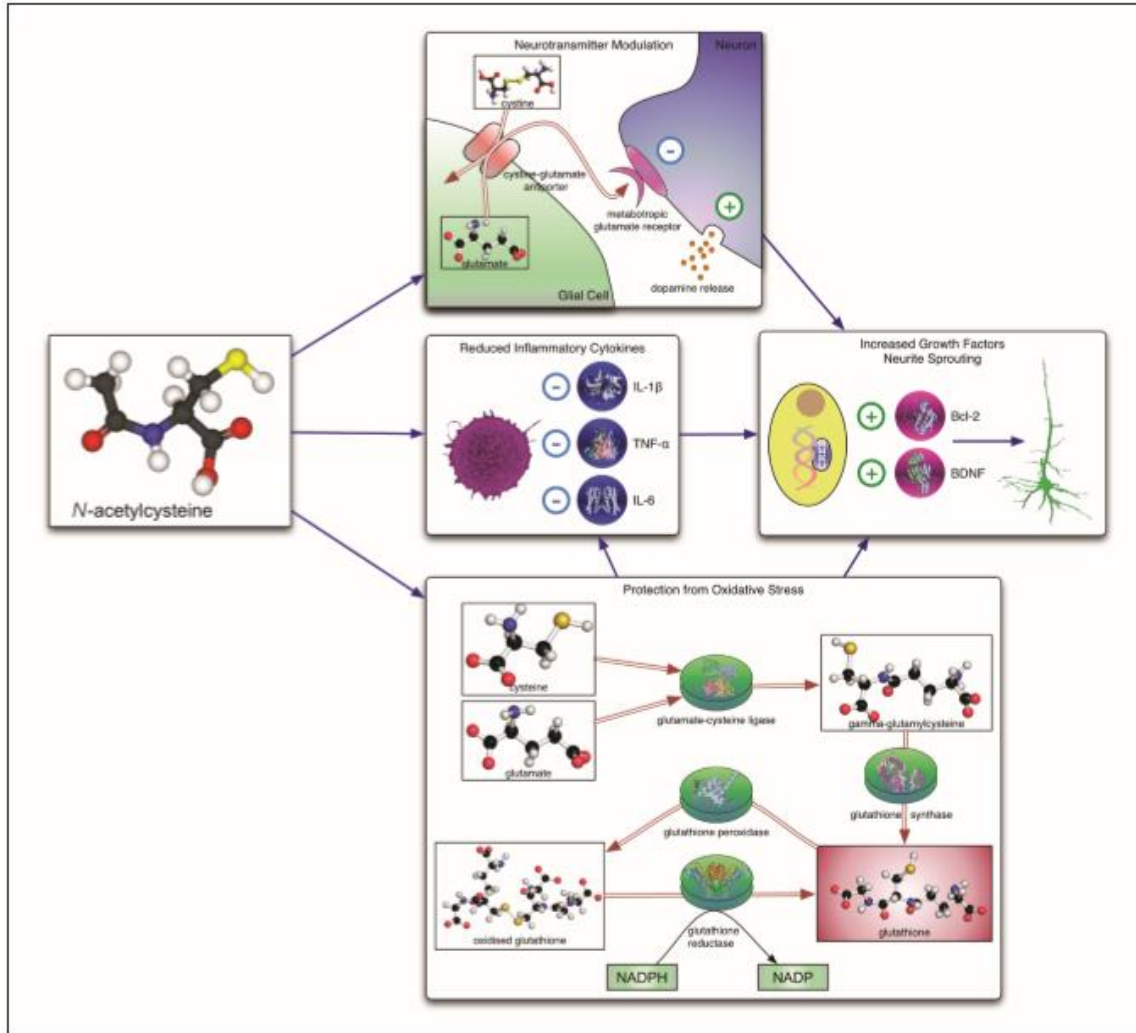 Neurotransmitter Modulation
Neuron
cystine
cystine-glutamate
antiporter
metabotropic
glutamate receptor
glutamate
dopamine release
Glial Cell
N-acetylcysteine
Reduced Inflammatory Cytokines
IL-1β
TNF-α
IL-6
Increased Growth Factors
Neurite Sprouting
Bcl-2
BDNF
Protection from Oxidative Stress
cysteine
glutamate
glutamate-cysteine ligase
gamma-glutamylcysteine
glutathione synthase
glutathione peroxidase
oxidised glutathione
glutathione
reductase
glutathione
NADPH
NADP